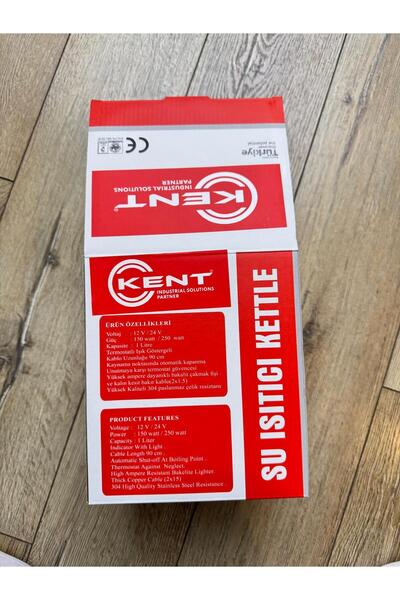 Türkiye
Discover
the potential
CE
KENT
INDUSTRIAL SOLUTIONS
PARTNER
KENT
INDUSTRIAL SOLUTIONS
PARTNER
ÜRÜN ÖZELLİKLERİ
Voltaj : 12 V / 24 V
Güç : 150 watt / 250 watt
Kapasite : 1 Litre
Termostatlı Işık Göstergeli
Kablo Uzunluğu 90 cm
Kaynama noktasında otomatik kapanma
Unutmaya karşı termostat güvencesi
Yüksek ampere dayanıklı bakalit çakmak fişi
ve kalın kesit bakır kablo(2x1.5)
Yüksek Kaliteli 304 paslanmaz çelik rezistans
PRODUCT FEATURES
Voltage : 12 V / 24 V
Power : 150 watt / 250 watt
Capacity : 1 Liter
Indicator With Light .
Cable Length 90 cm .
Automatic Shut-off At Boiling Point .
Thermostat Against Neglect.
High Ampere Resistant Bakelite Lighter.
Thick Copper Cable (2x15)
304 High Quality Stainless Steel Resistance
SU ISITICI KETTLE